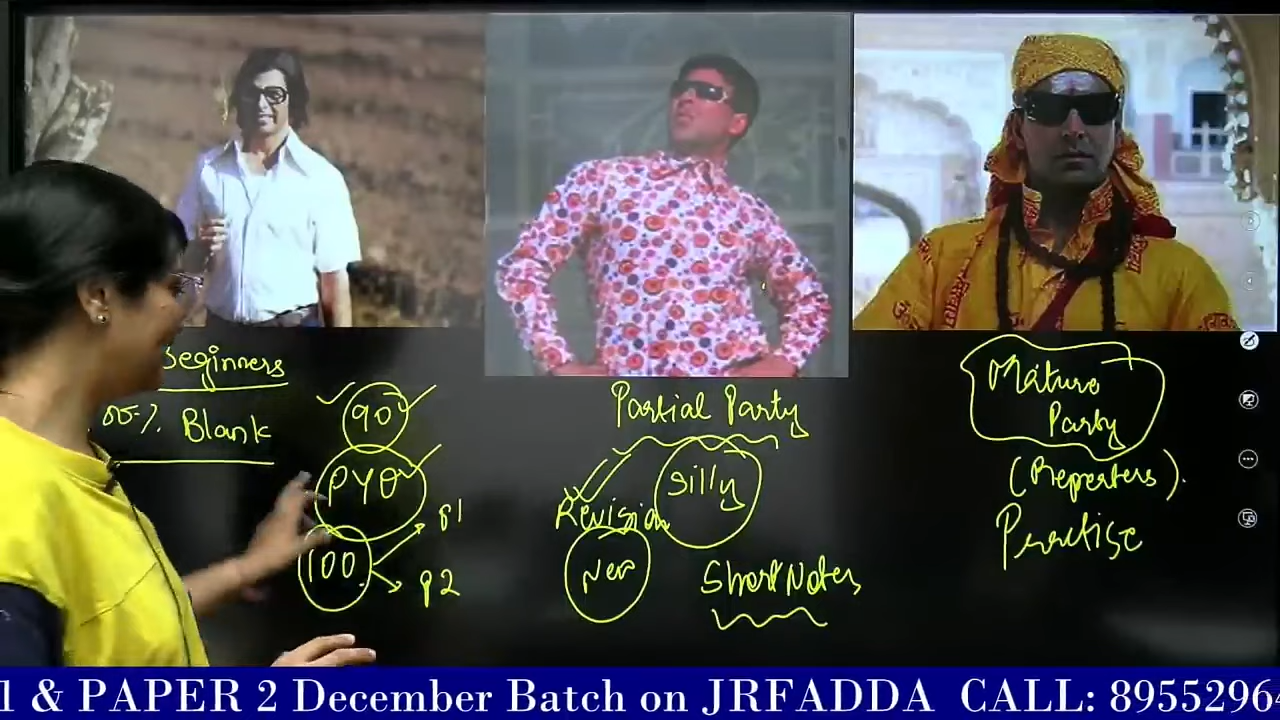 Beginners
Blank
90
PYQ
100
P1
P2
Partial Party
Silly
Revision
New
Short Notes
Mature
Party
(Repeaters).
Practise
1 & PAPER 2 December Batch on JRFADDA CALL: 8955296